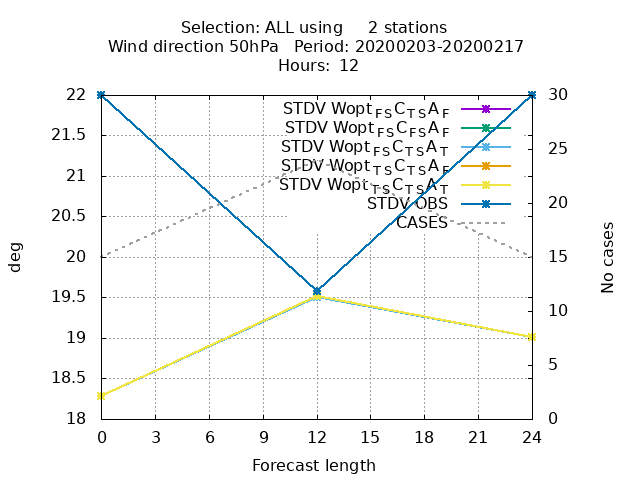 Selection: ALL using 2 stations
Wind direction 50hPa Period: 20200203-20200217
Hours: 12
22 30
STDV Wopt_FS C_TS A_F
STDV Wopt_FS C_FS A_F
21.5 25
STDV Wopt_FS C_TS A_T
STDV Wopt_TS C_TS A_F
21
STDV Wopt_TS C_TS A_T
20
STDV OBS
20.5
CASES
deg
No cases
20 15
19.5
10
19
5
18.5
18 0
0 3 6 9 12 15 18 21 24
Forecast length